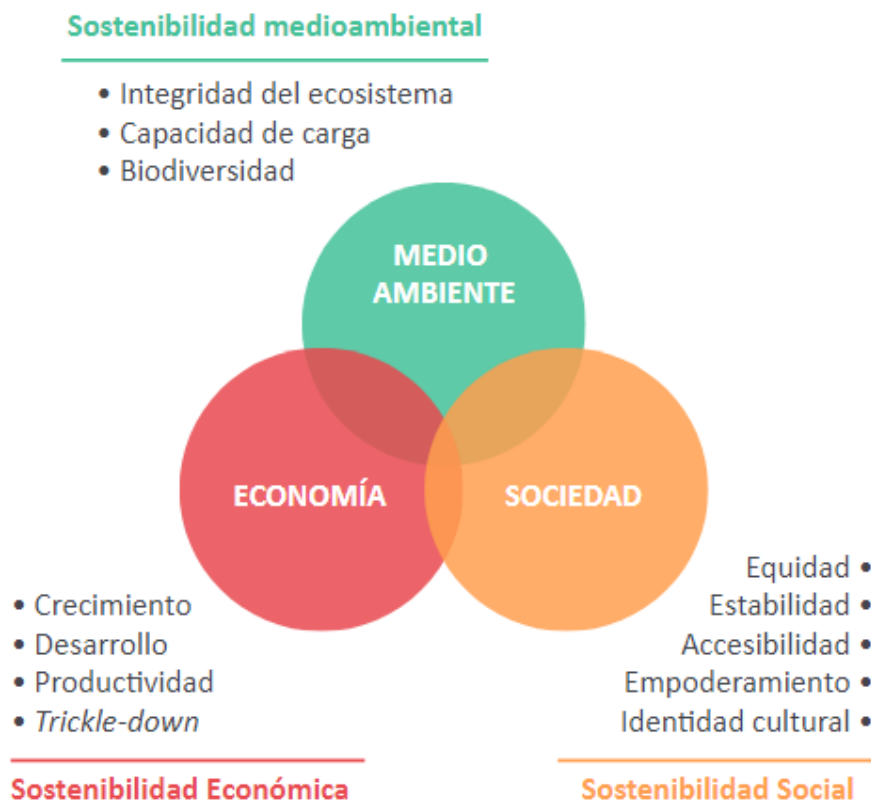 Sostenibilidad medioambiental
• Integridad del ecosistema
• Capacidad de carga
• Biodiversidad
MEDIO
AMBIENTE
ECONOMÍA
SOCIEDAD
• Crecimiento
• Desarrollo
• Productividad
• Trickle-down
Sostenibilidad Económica
Equidad •
Estabilidad •
Accesibilidad •
Empoderamiento •
Identidad cultural •
Sostenibilidad Social